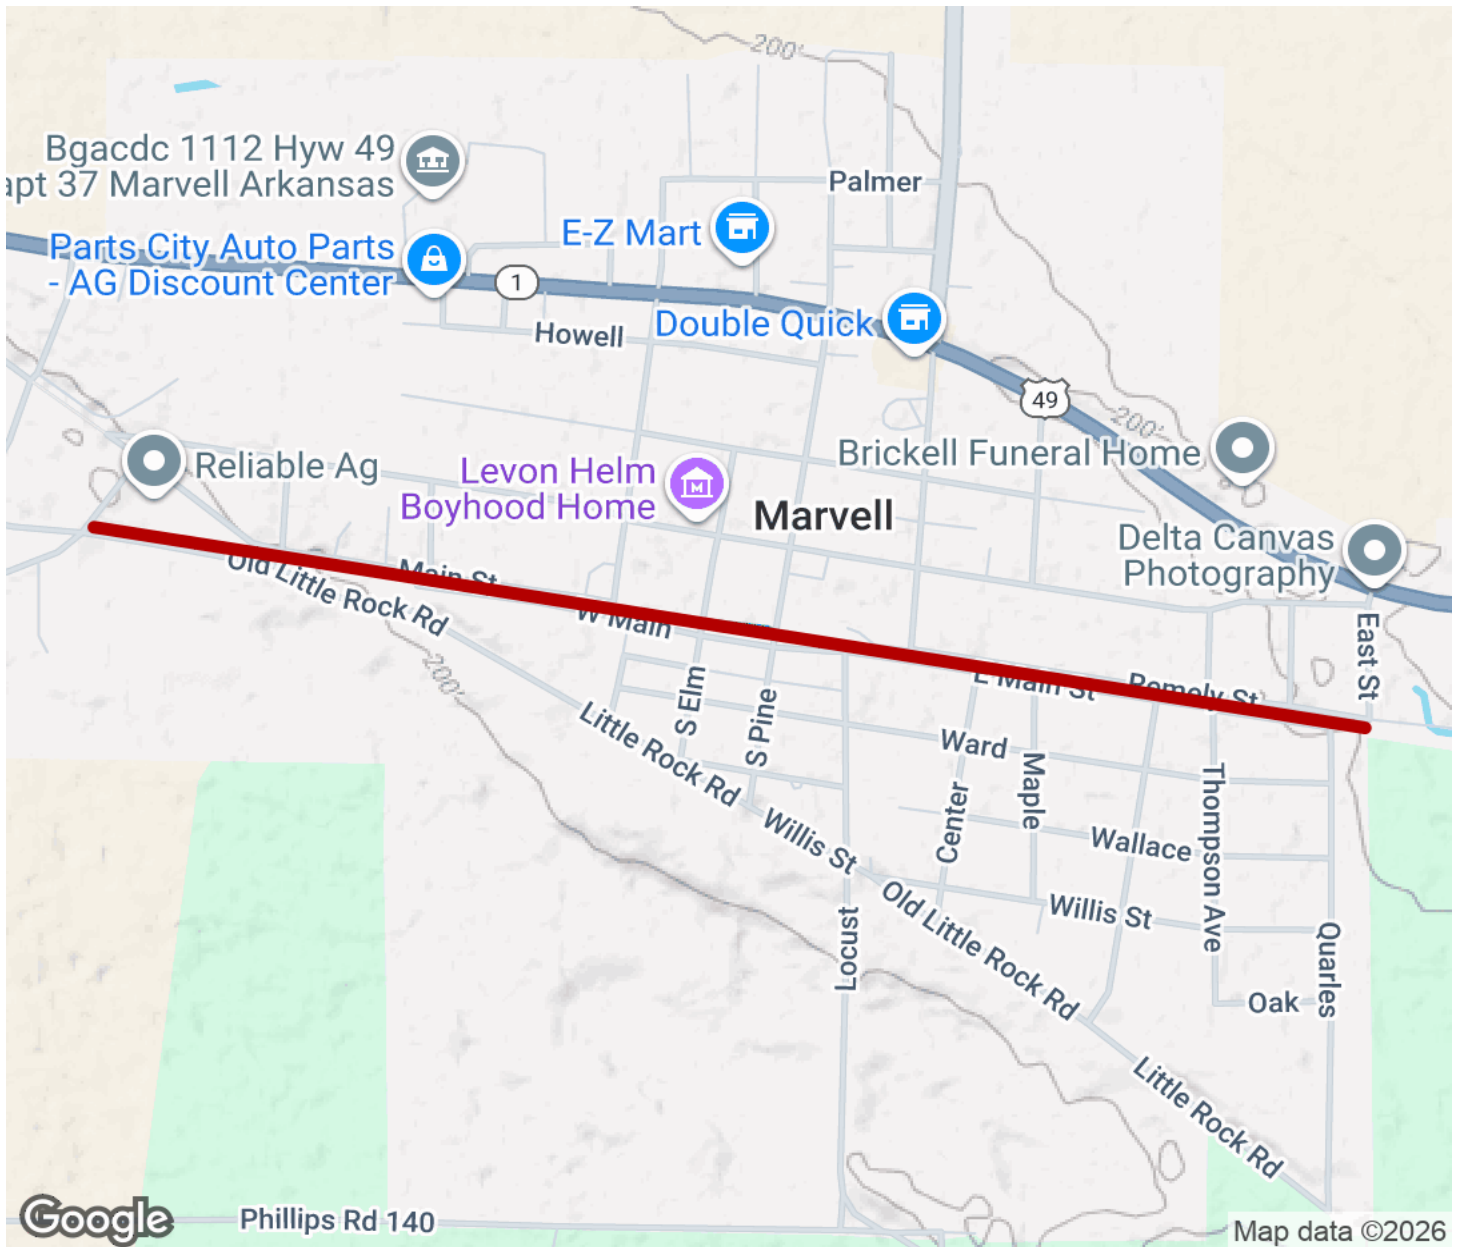 200'
Bgacdc 1112 Hyw 49
apt 37 Marvell Arkansas
Palmer
E-Z Mart
Parts City Auto Parts
- AG Discount Center
1
Howell
Double Quick
49
200'
Brickell Funeral Home
Reliable Ag
Levon Helm
Boyhood Home
Marvell
Delta Canvas
Photography
Old Little Rock Rd
Main St
W Main
200'
East St
E Main St
Remely St
S Elm
S Pine
Little Rock Rd
Ward
Maple
Center
Thompson Ave
Willis St
Wallace
Old Little Rock Rd
Willis St
Locust
Quarles
Oak
Little Rock Rd
Google
Phillips Rd 140
Map data ©2026